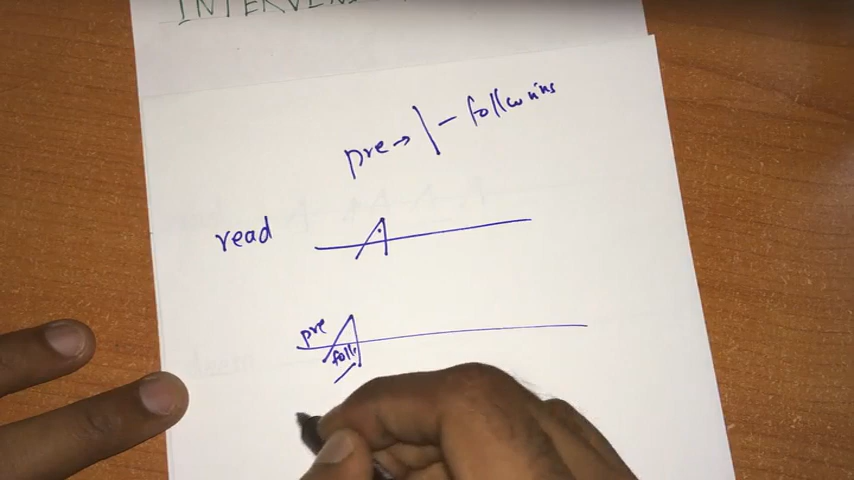 INTERVEN
pre → | - following
read
pre
foll